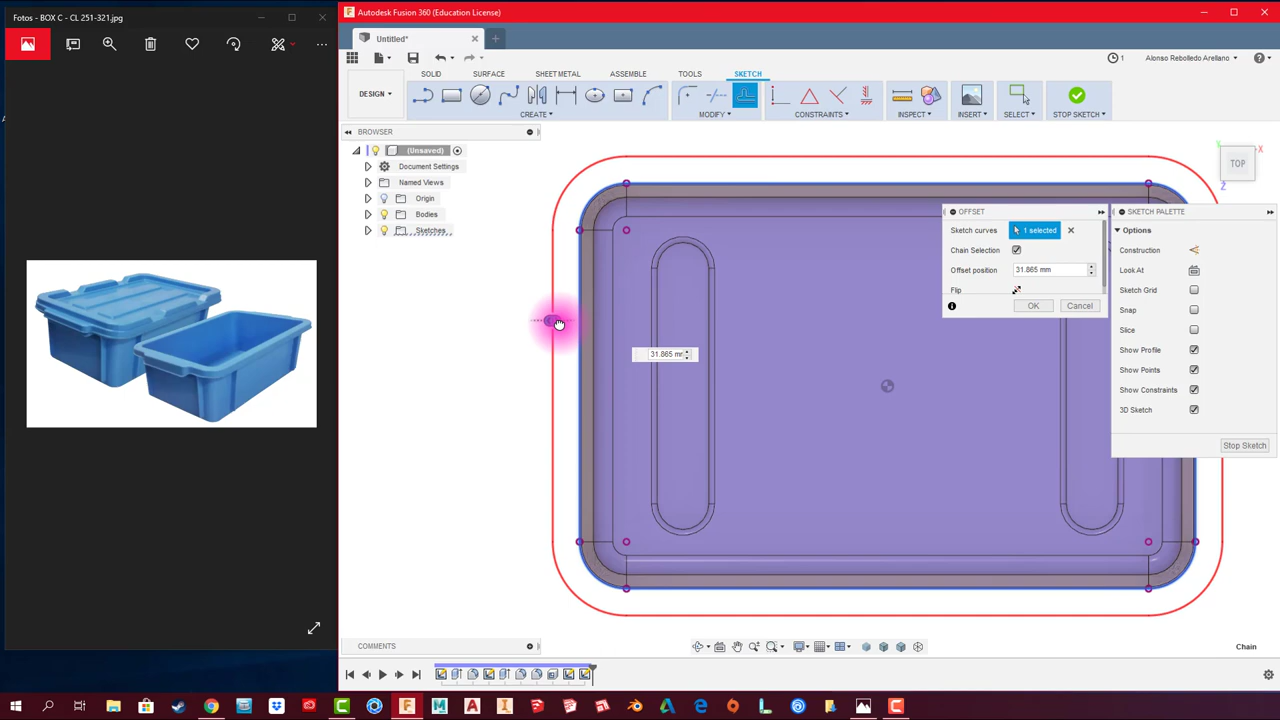 Fotos - BOX C - CL 251-321.jpg
Autodesk Fusion 360 (Education License)
Untitled*
1
Alonso Rebolledo Arellano
DESIGN
SOLID
SURFACE
SHEET METAL
ASSEMBLE
TOOLS
SKETCH
CREATE
MODIFY
CONSTRAINTS
INSPECT
INSERT
SELECT
STOP SKETCH
BROWSER
(Unsaved)
Document Settings
Named Views
Origin
Bodies
Sketches
TOP
X
Z
OFFSET
Sketch curves
1 selected
Chain Selection
Offset position
31.865 mm
Flip
OK
Cancel
31.865 mr
SKETCH PALETTE
Options
Construction
Look At
Sketch Grid
Snap
Slice
Show Profile
Show Points
Show Constraints
3D Sketch
Stop Sketch
COMMENTS
Chain